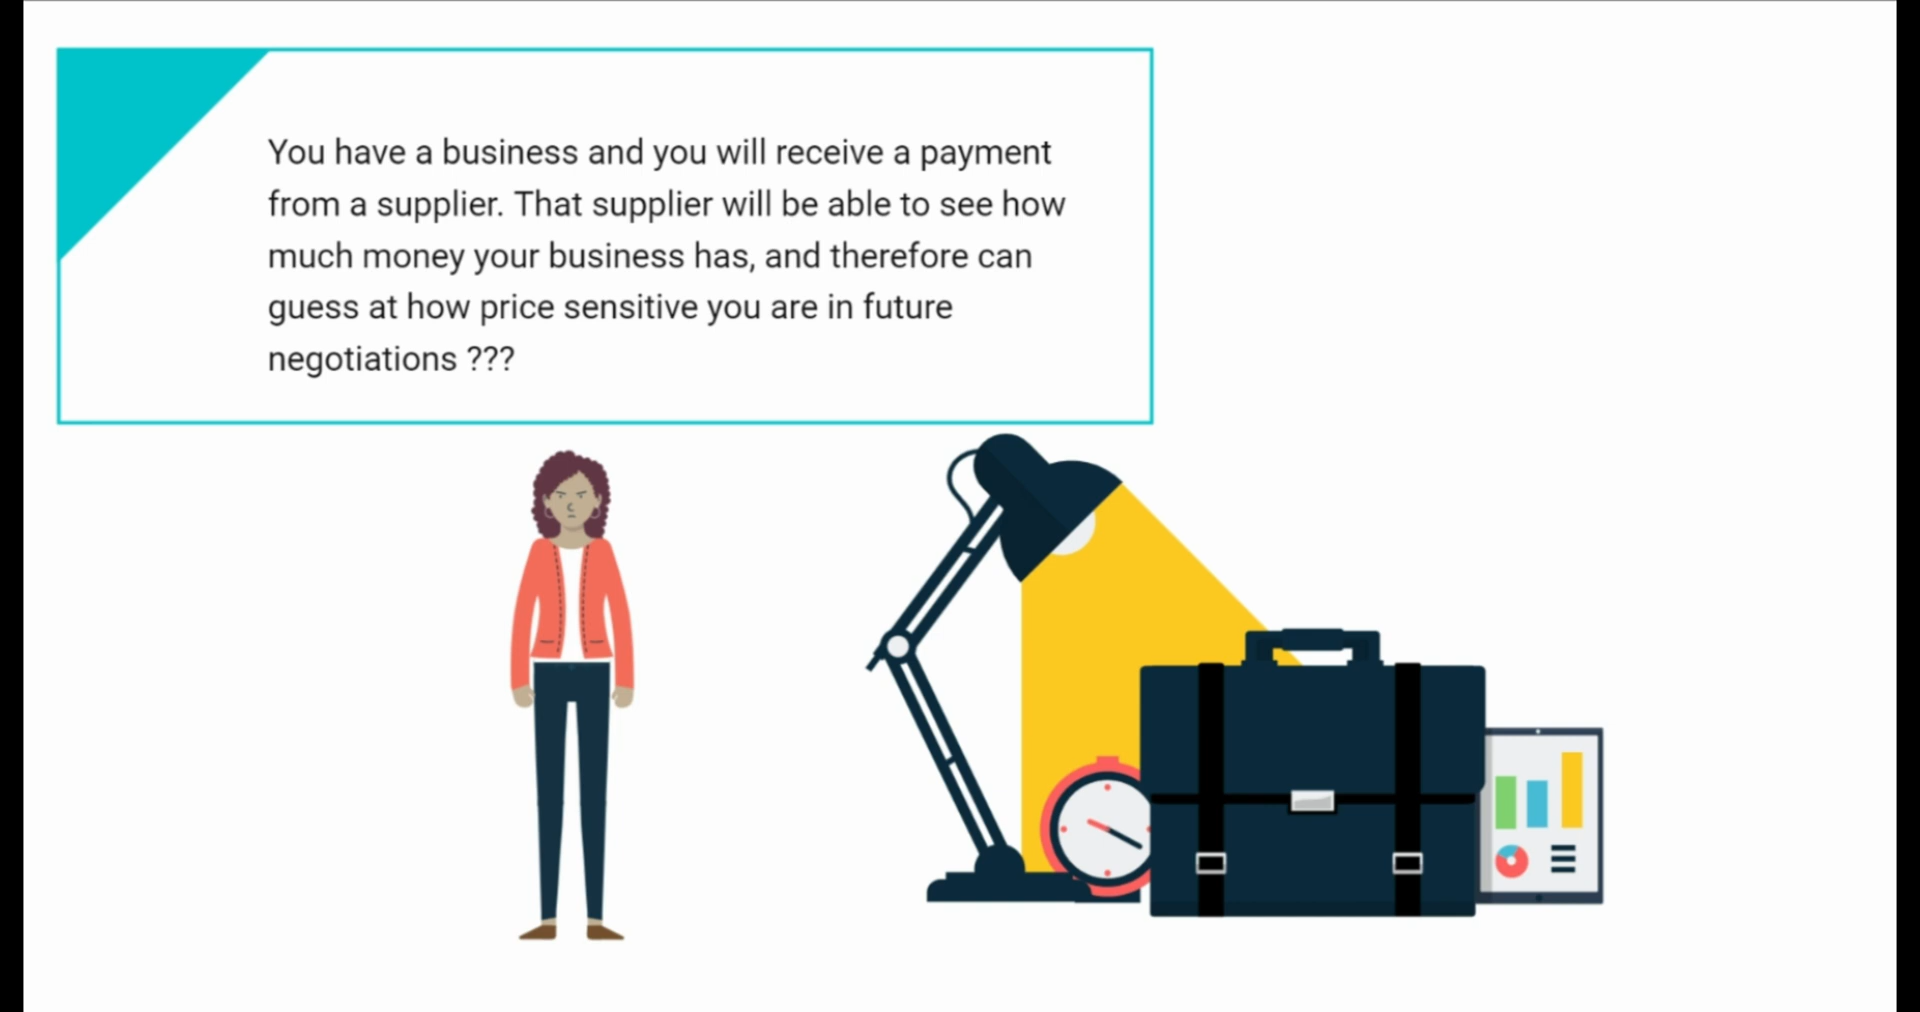 You have a business and you will receive a payment
from a supplier. That supplier will be able to see how
much money your business has, and therefore can
guess at how price sensitive you are in future
negotiations ???